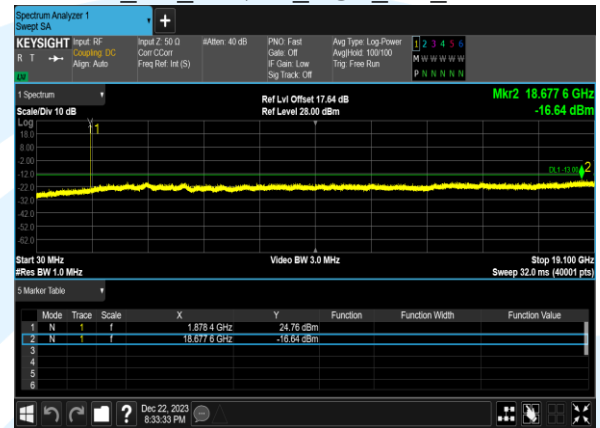 Spectrum Analyzer 1
Swept SA
KEYSIGHT
R T
Input: RF
Coupling: DC
Align: Auto
Input Z: 50 Ω
Corr CCorr
Freq Ref: Int (S)
#Atten: 40 dB
PNO: Fast
Gate: Off
IF Gain: Low
Sig Track: Off
Avg Type: Log-Power
Avg|Hold: 100/100
Trig: Free Run
1 2 3 4 5 6
M W W W W W
P N N N N N
1 Spectrum
Scale/Div 10 dB
Ref Lvl Offset 17.64 dB
Ref Level 28.00 dBm
Mkr2 18.677 6 GHz
-16.64 dBm
Log
18.0
8.00
-2.00
-12.0
-22.0
-32.0
-42.0
-52.0
-62.0
1
DL1 -13.00
2
Start 30 MHz
#Res BW 1.0 MHz
Video BW 3.0 MHz
Stop 19.100 GHz
Sweep 32.0 ms (40001 pts)
5 Marker Table
Mode Trace Scale X Y Function Function Width Function Value
1 N 1 f 1.878 4 GHz 24.76 dBm
2 N 1 f 18.677 6 GHz -16.64 dBm
3
4
5
6
?
Dec 22, 2023
8:33:33 PM